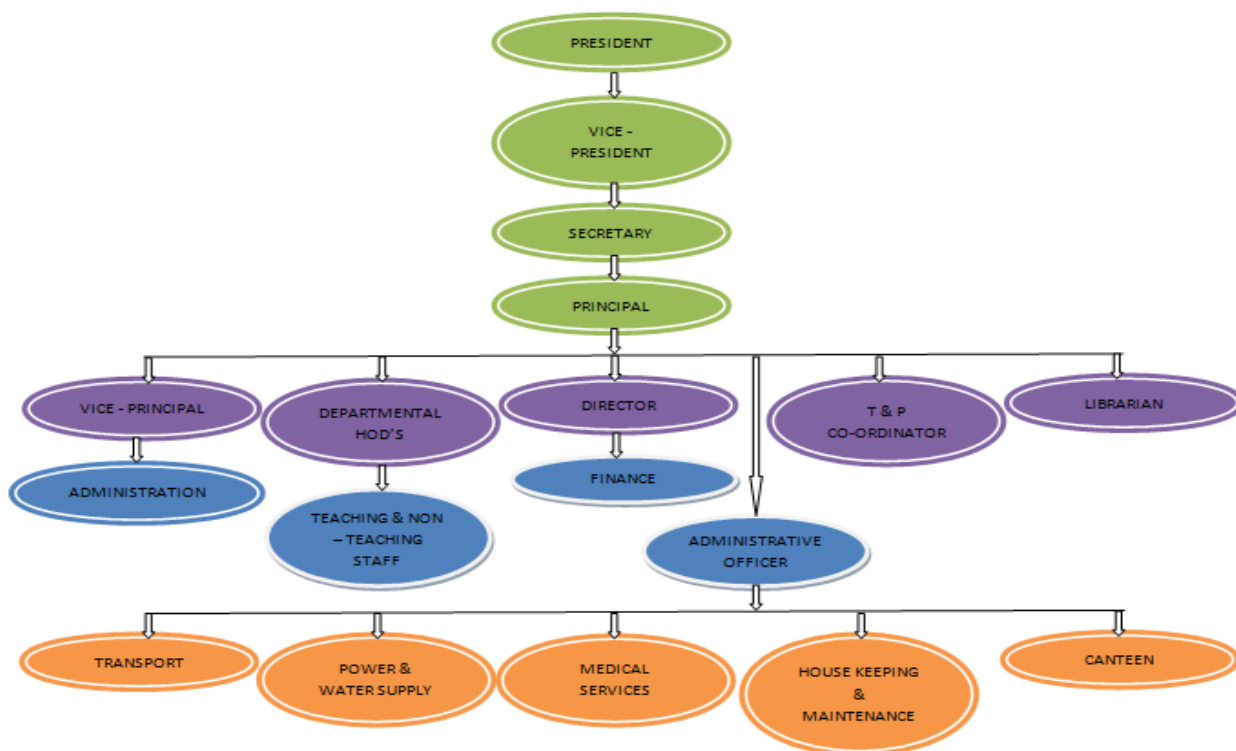 PRESIDENT
VICE -
PRESIDENT
SECRETARY
PRINCIPAL
VICE - PRINCIPAL
DEPARTMENTAL
HOD'S
DIRECTOR
T & P
CO-ORDINATOR
LIBRARIAN
ADMINISTRATION
TEACHING & NON
– TEACHING
STAFF
FINANCE
ADMINISTRATIVE
OFFICER
TRANSPORT
POWER &
WATER SUPPLY
MEDICAL
SERVICES
HOUSE KEEPING
&
MAINTENANCE
CANTEEN